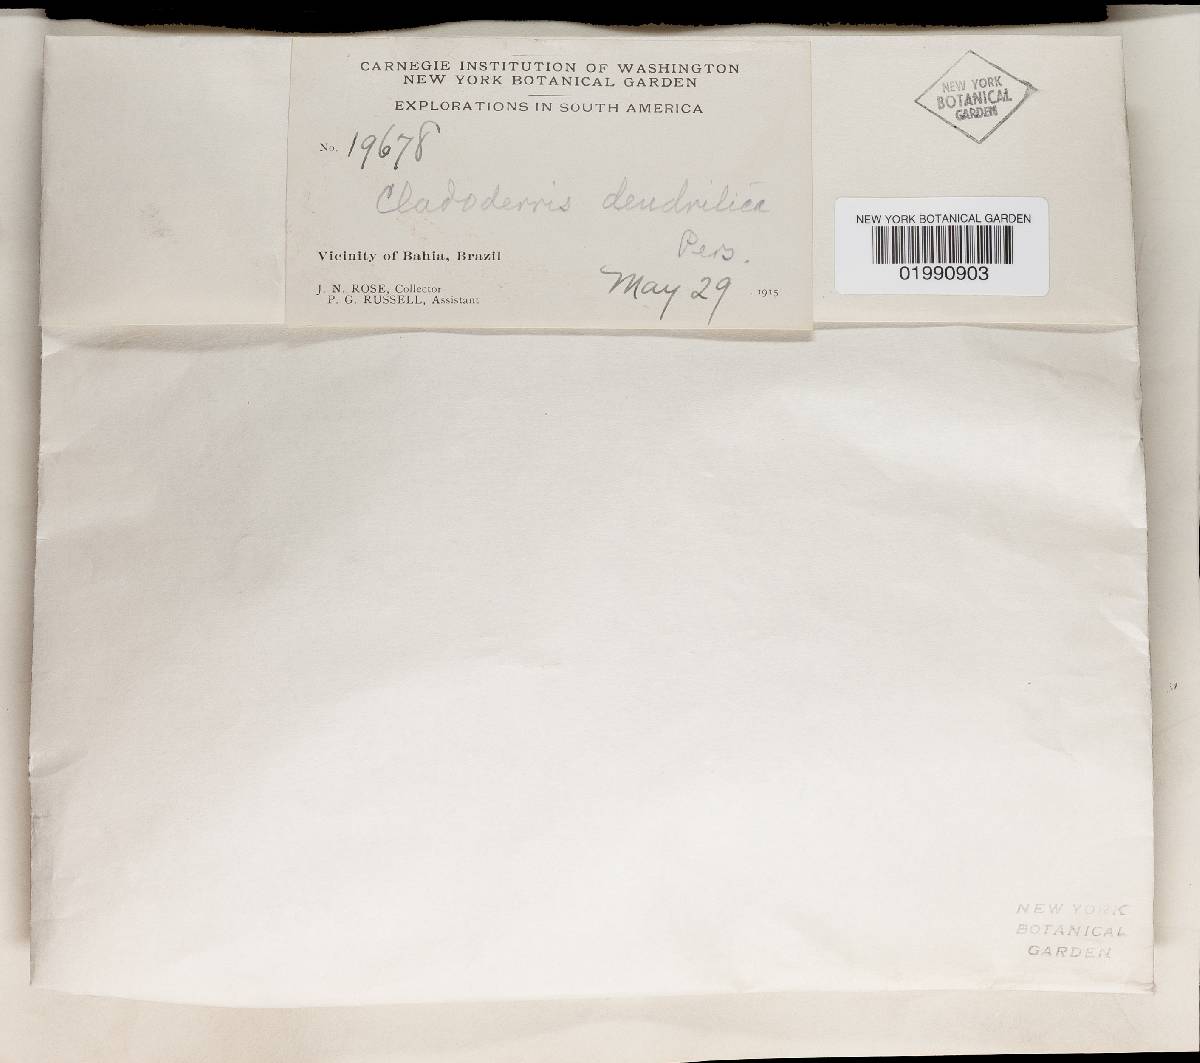 CARNEGIE INSTITUTION OF WASHINGTON
NEW YORK BOTANICAL GARDEN
EXPLORATIONS IN SOUTH AMERICA
No. 19678
Cladoderris dendritica
Pers.
Vicinity of Bahia, Brazil
May 29 1915
J. N. ROSE, Collector
P. G. RUSSELL, Assistant
NEW YORK
BOTANICAL
GARDEN
NEW YORK BOTANICAL GARDEN
01990903
NEW YORK
BOTANICAL
GARDEN